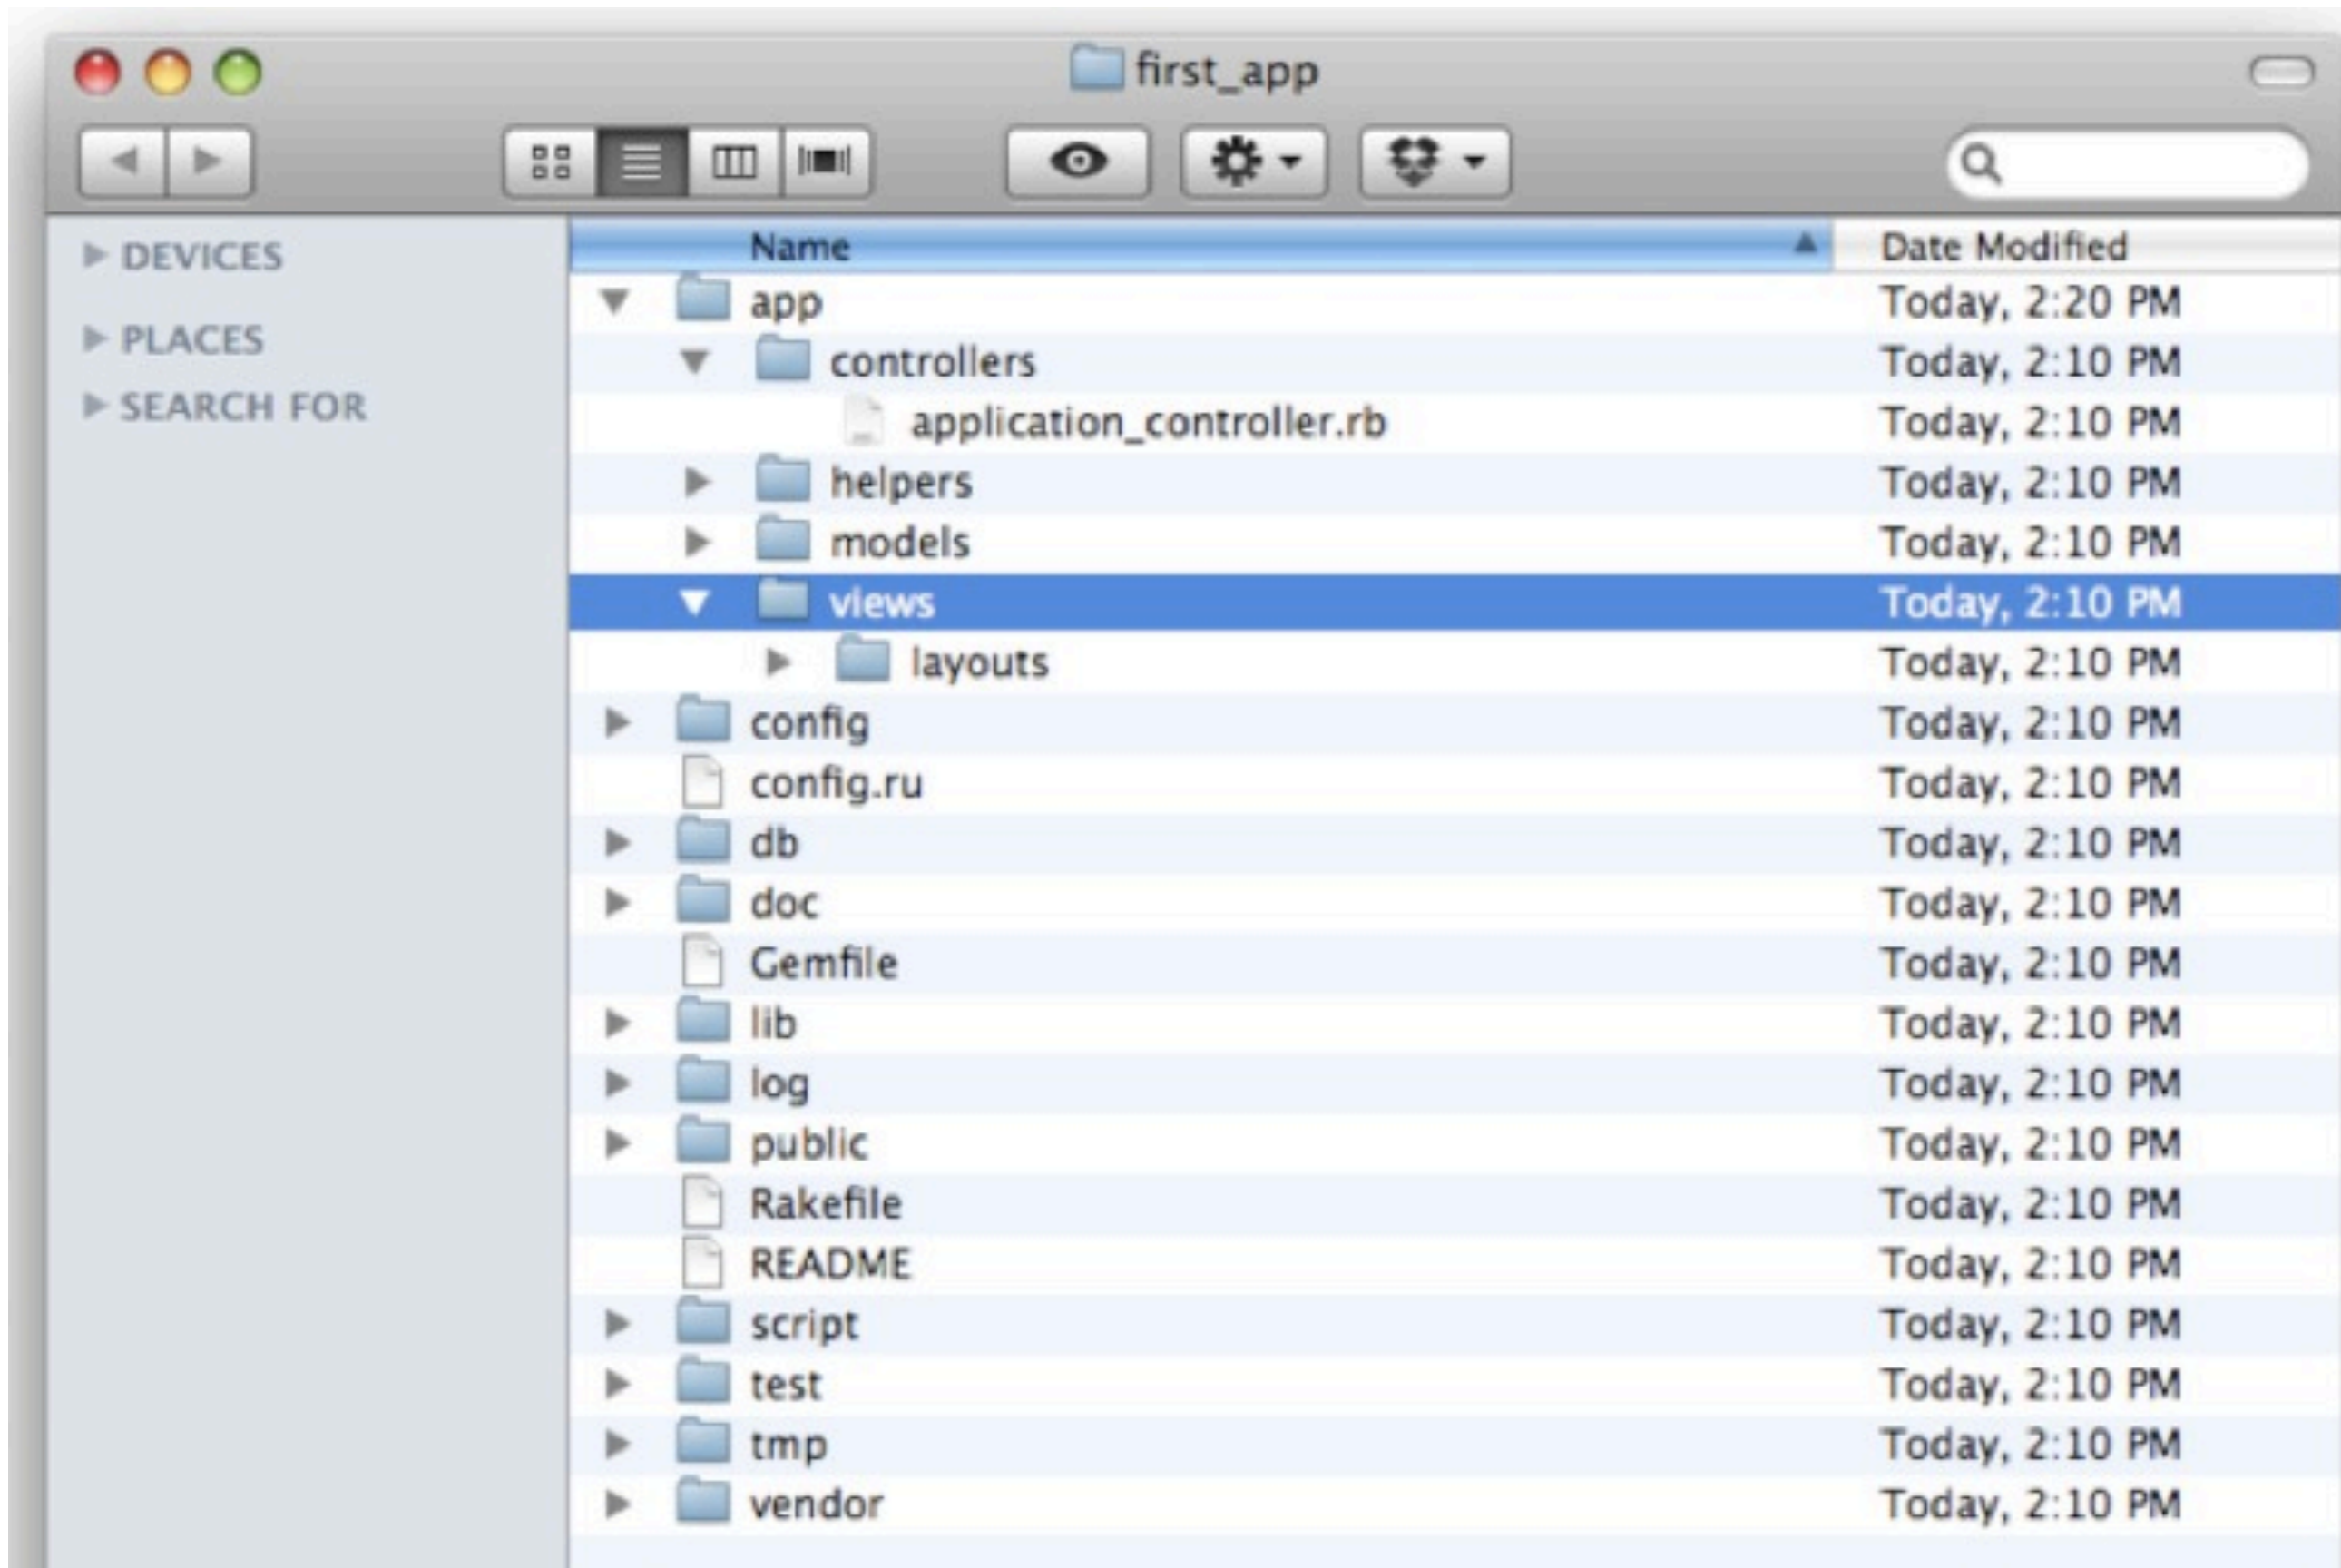 first_app
DEVICES
PLACES
SEARCH FOR
Name Date Modified
app Today, 2:20 PM
controllers Today, 2:10 PM
application_controller.rb Today, 2:10 PM
helpers Today, 2:10 PM
models Today, 2:10 PM
views Today, 2:10 PM
layouts Today, 2:10 PM
config Today, 2:10 PM
config.ru Today, 2:10 PM
db Today, 2:10 PM
doc Today, 2:10 PM
Gemfile Today, 2:10 PM
lib Today, 2:10 PM
log Today, 2:10 PM
public Today, 2:10 PM
Rakefile Today, 2:10 PM
README Today, 2:10 PM
script Today, 2:10 PM
test Today, 2:10 PM
tmp Today, 2:10 PM
vendor Today, 2:10 PM